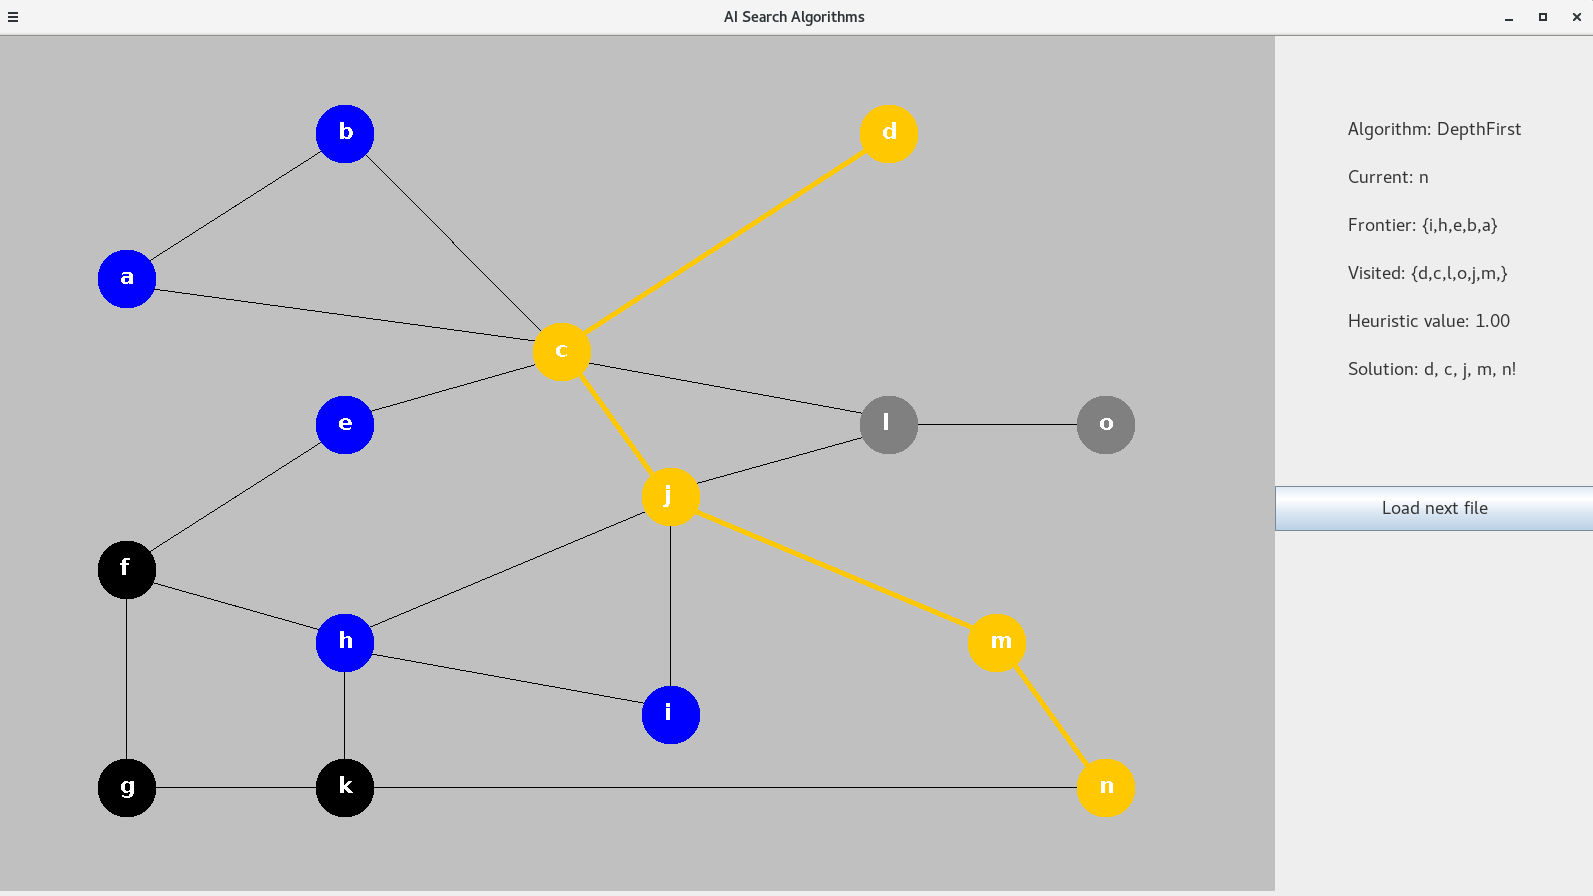 AI Search Algorithms
b
d
Algorithm: DepthFirst
Current: n
Frontier: {i,h,e,b,a}
a
Visited: {d,c,l,o,j,m,}
Heuristic value: 1.00
c
Solution: d, c, j, m, n!
e
l
o
j
Load next file
f
h
m
i
g
k
n